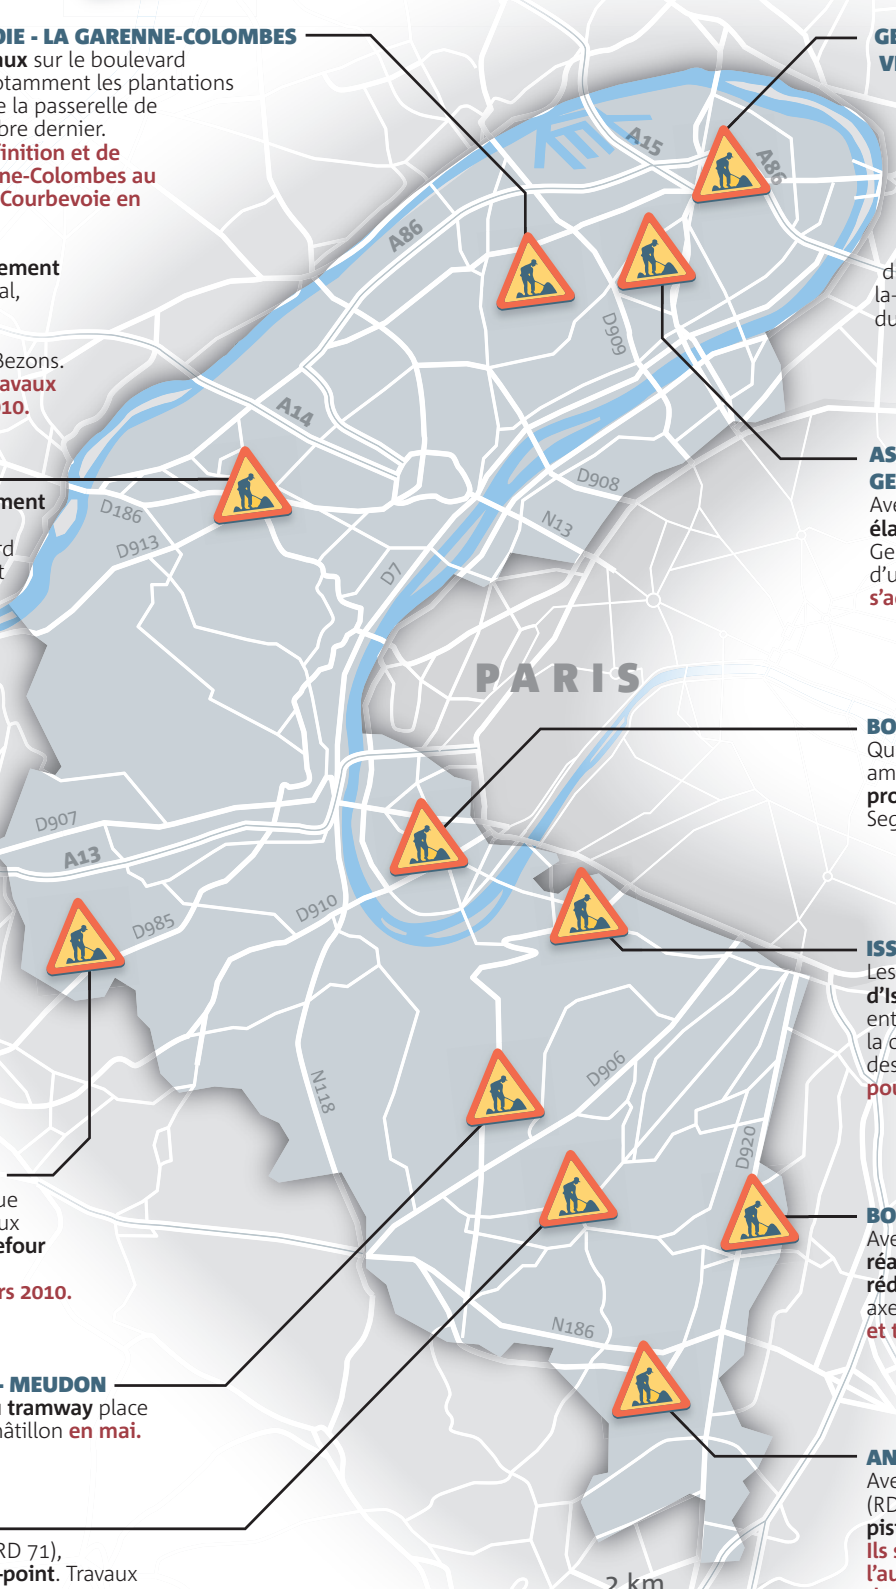 OIE - LA GARENNE-COLOMBES
aux sur le boulevard
otamment les plantations
e la passerelle de
bre dernier.
finition et de
ne-Colombes au
Courbevoie en
ement
al,
Bezons.
avaux
010.
ment
rd
t
ue
ux
efour
rs 2010.
- MEUDON
u tramway place
hâtillon en mai.
RD 71),
-point. Travaux
A15
A86
A86
D909
A14
D908
N13
D186
D913
D7
PARIS
D907
A13
D985
D910
N118
D906
D920
N186
2 km
GE
VI
d
la-
du
AS
GE
Ave
éla
Ge
d'u
s'a
BO
Qu
am
pro
Seg
ISS
Les
d'Is
ent
la c
des
pou
BO
Ave
réa
réd
axe
et t
AN
Ave
(RD
pist
Ils s
l'au